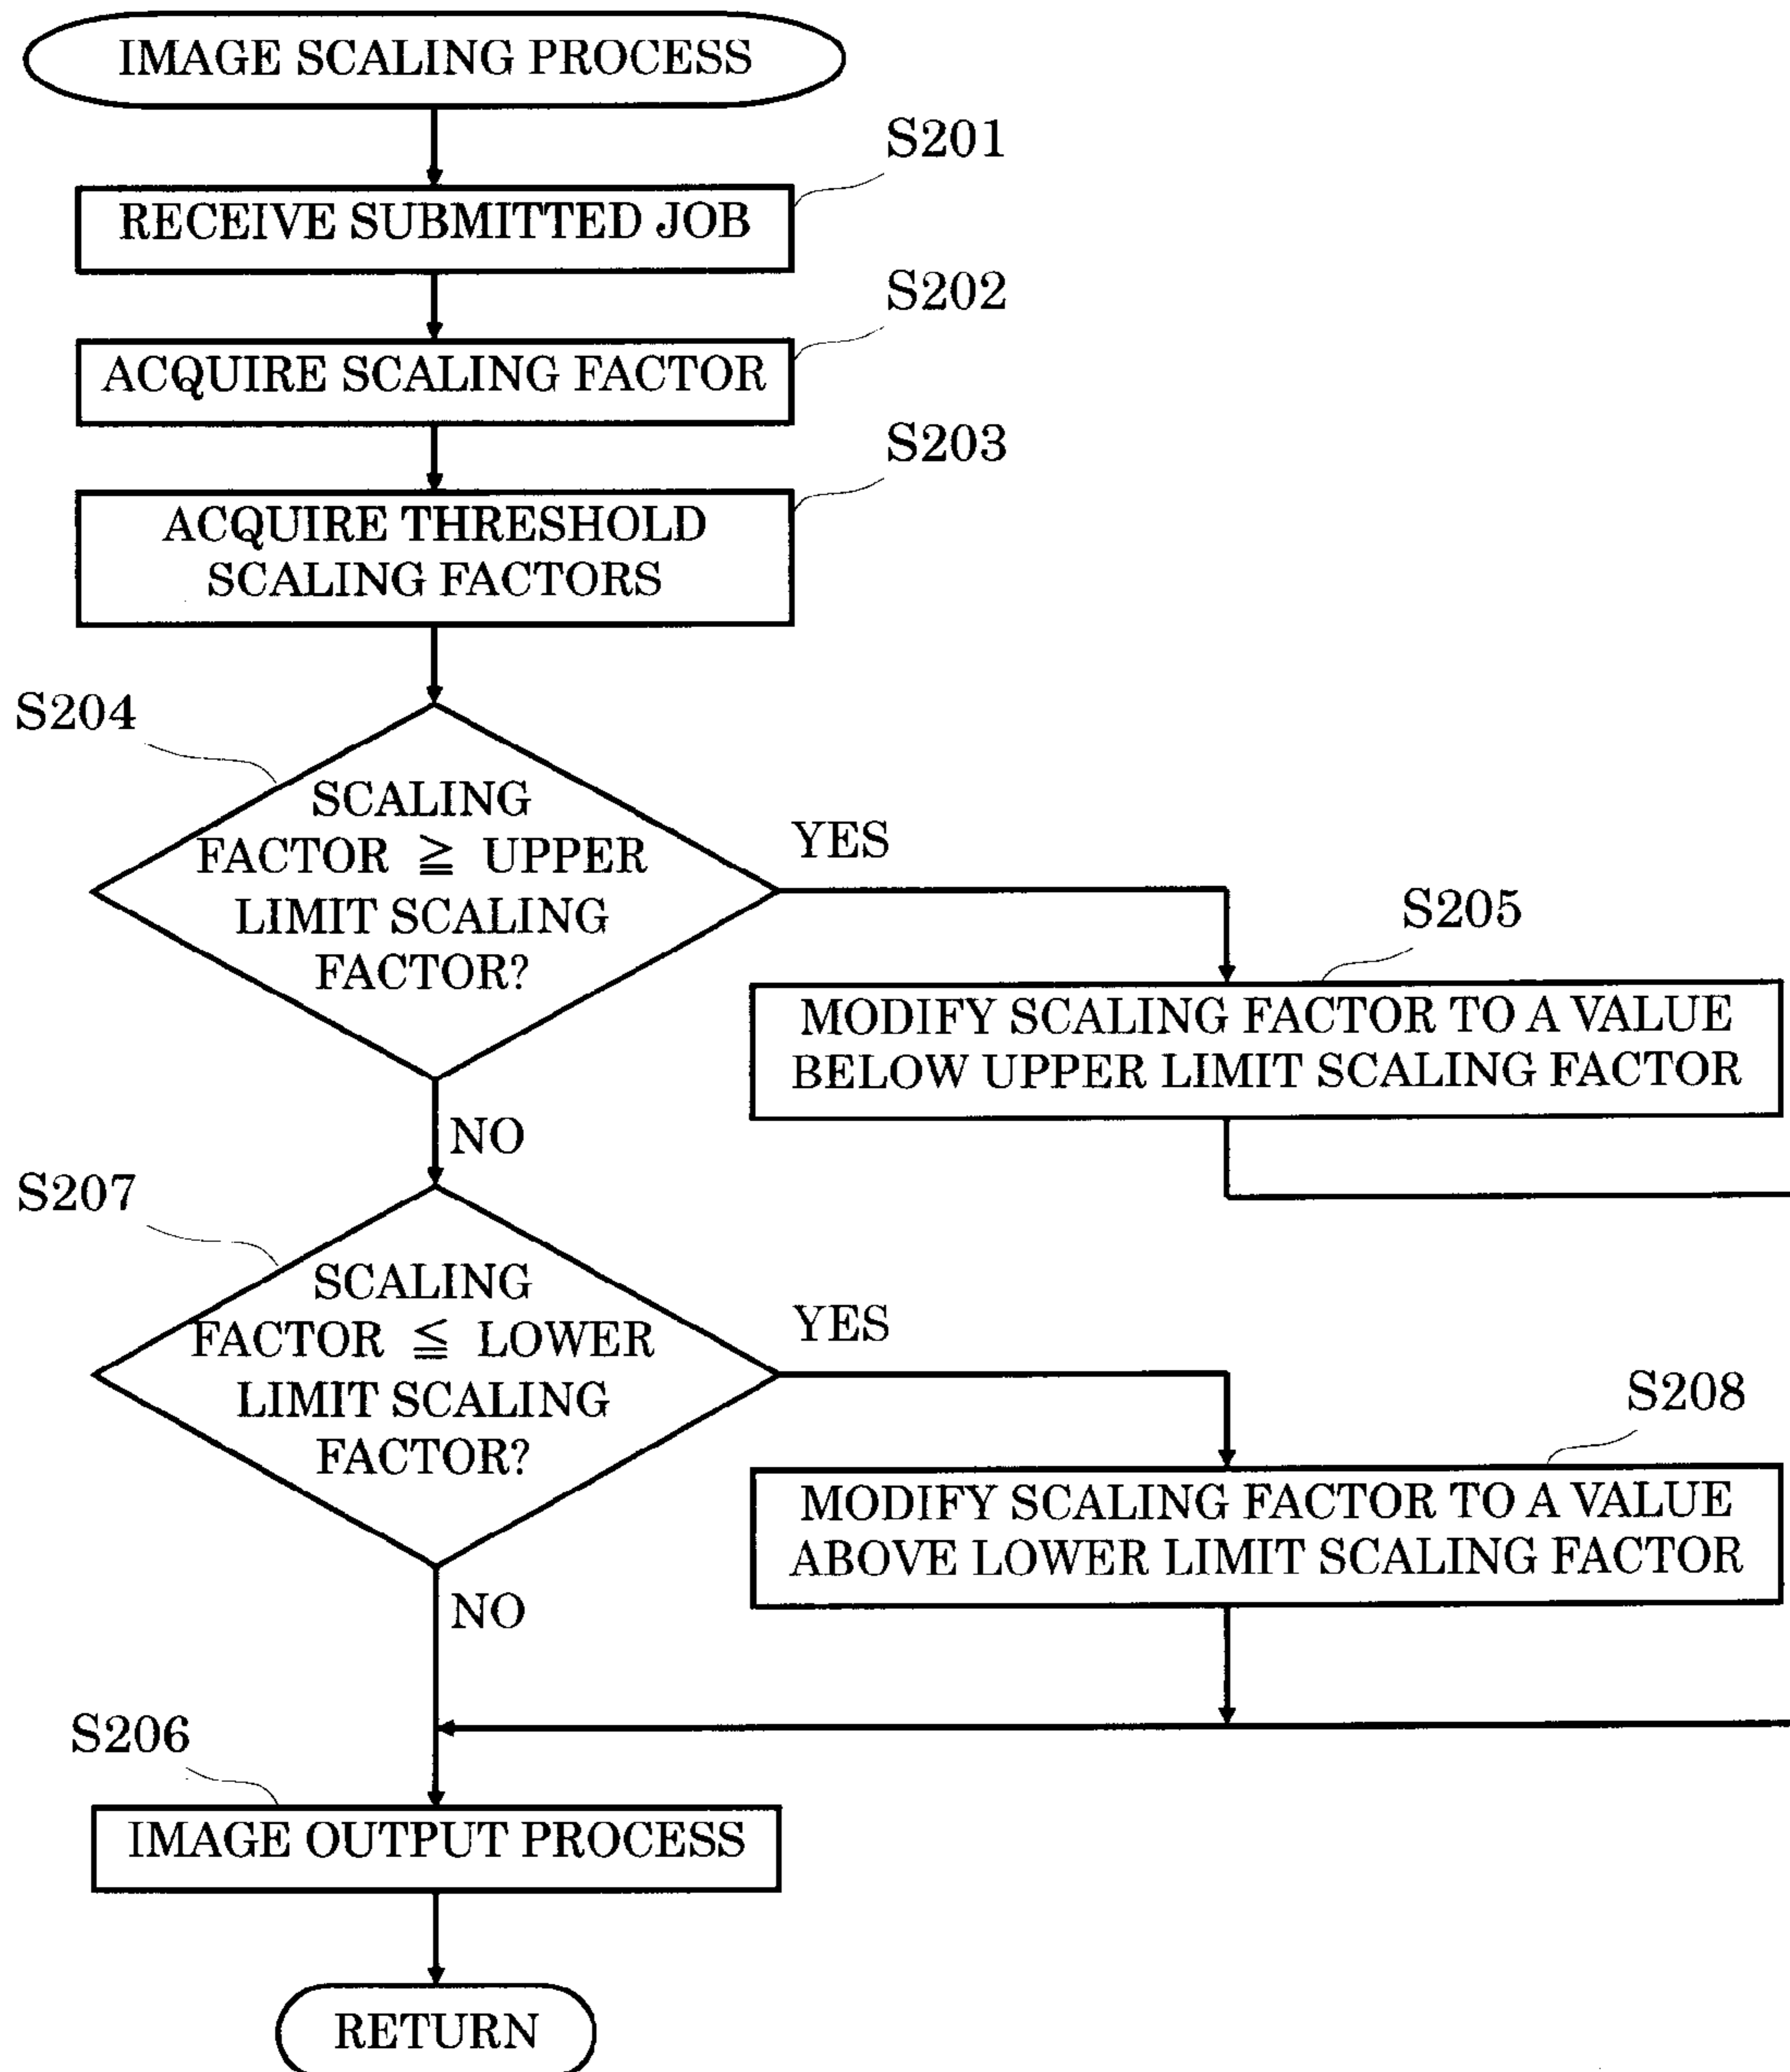 IMAGE SCALING PROCESS
S201
RECEIVE SUBMITTED JOB
S202
ACQUIRE SCALING FACTOR
S203
ACQUIRE THRESHOLD
SCALING FACTORS
S204
SCALING
FACTOR ≧ UPPER
LIMIT SCALING
FACTOR?
YES
S205
MODIFY SCALING FACTOR TO A VALUE
BELOW UPPER LIMIT SCALING FACTOR
NO
S207
SCALING
FACTOR ≦ LOWER
LIMIT SCALING
FACTOR?
YES
S208
MODIFY SCALING FACTOR TO A VALUE
ABOVE LOWER LIMIT SCALING FACTOR
NO
S206
IMAGE OUTPUT PROCESS
RETURN